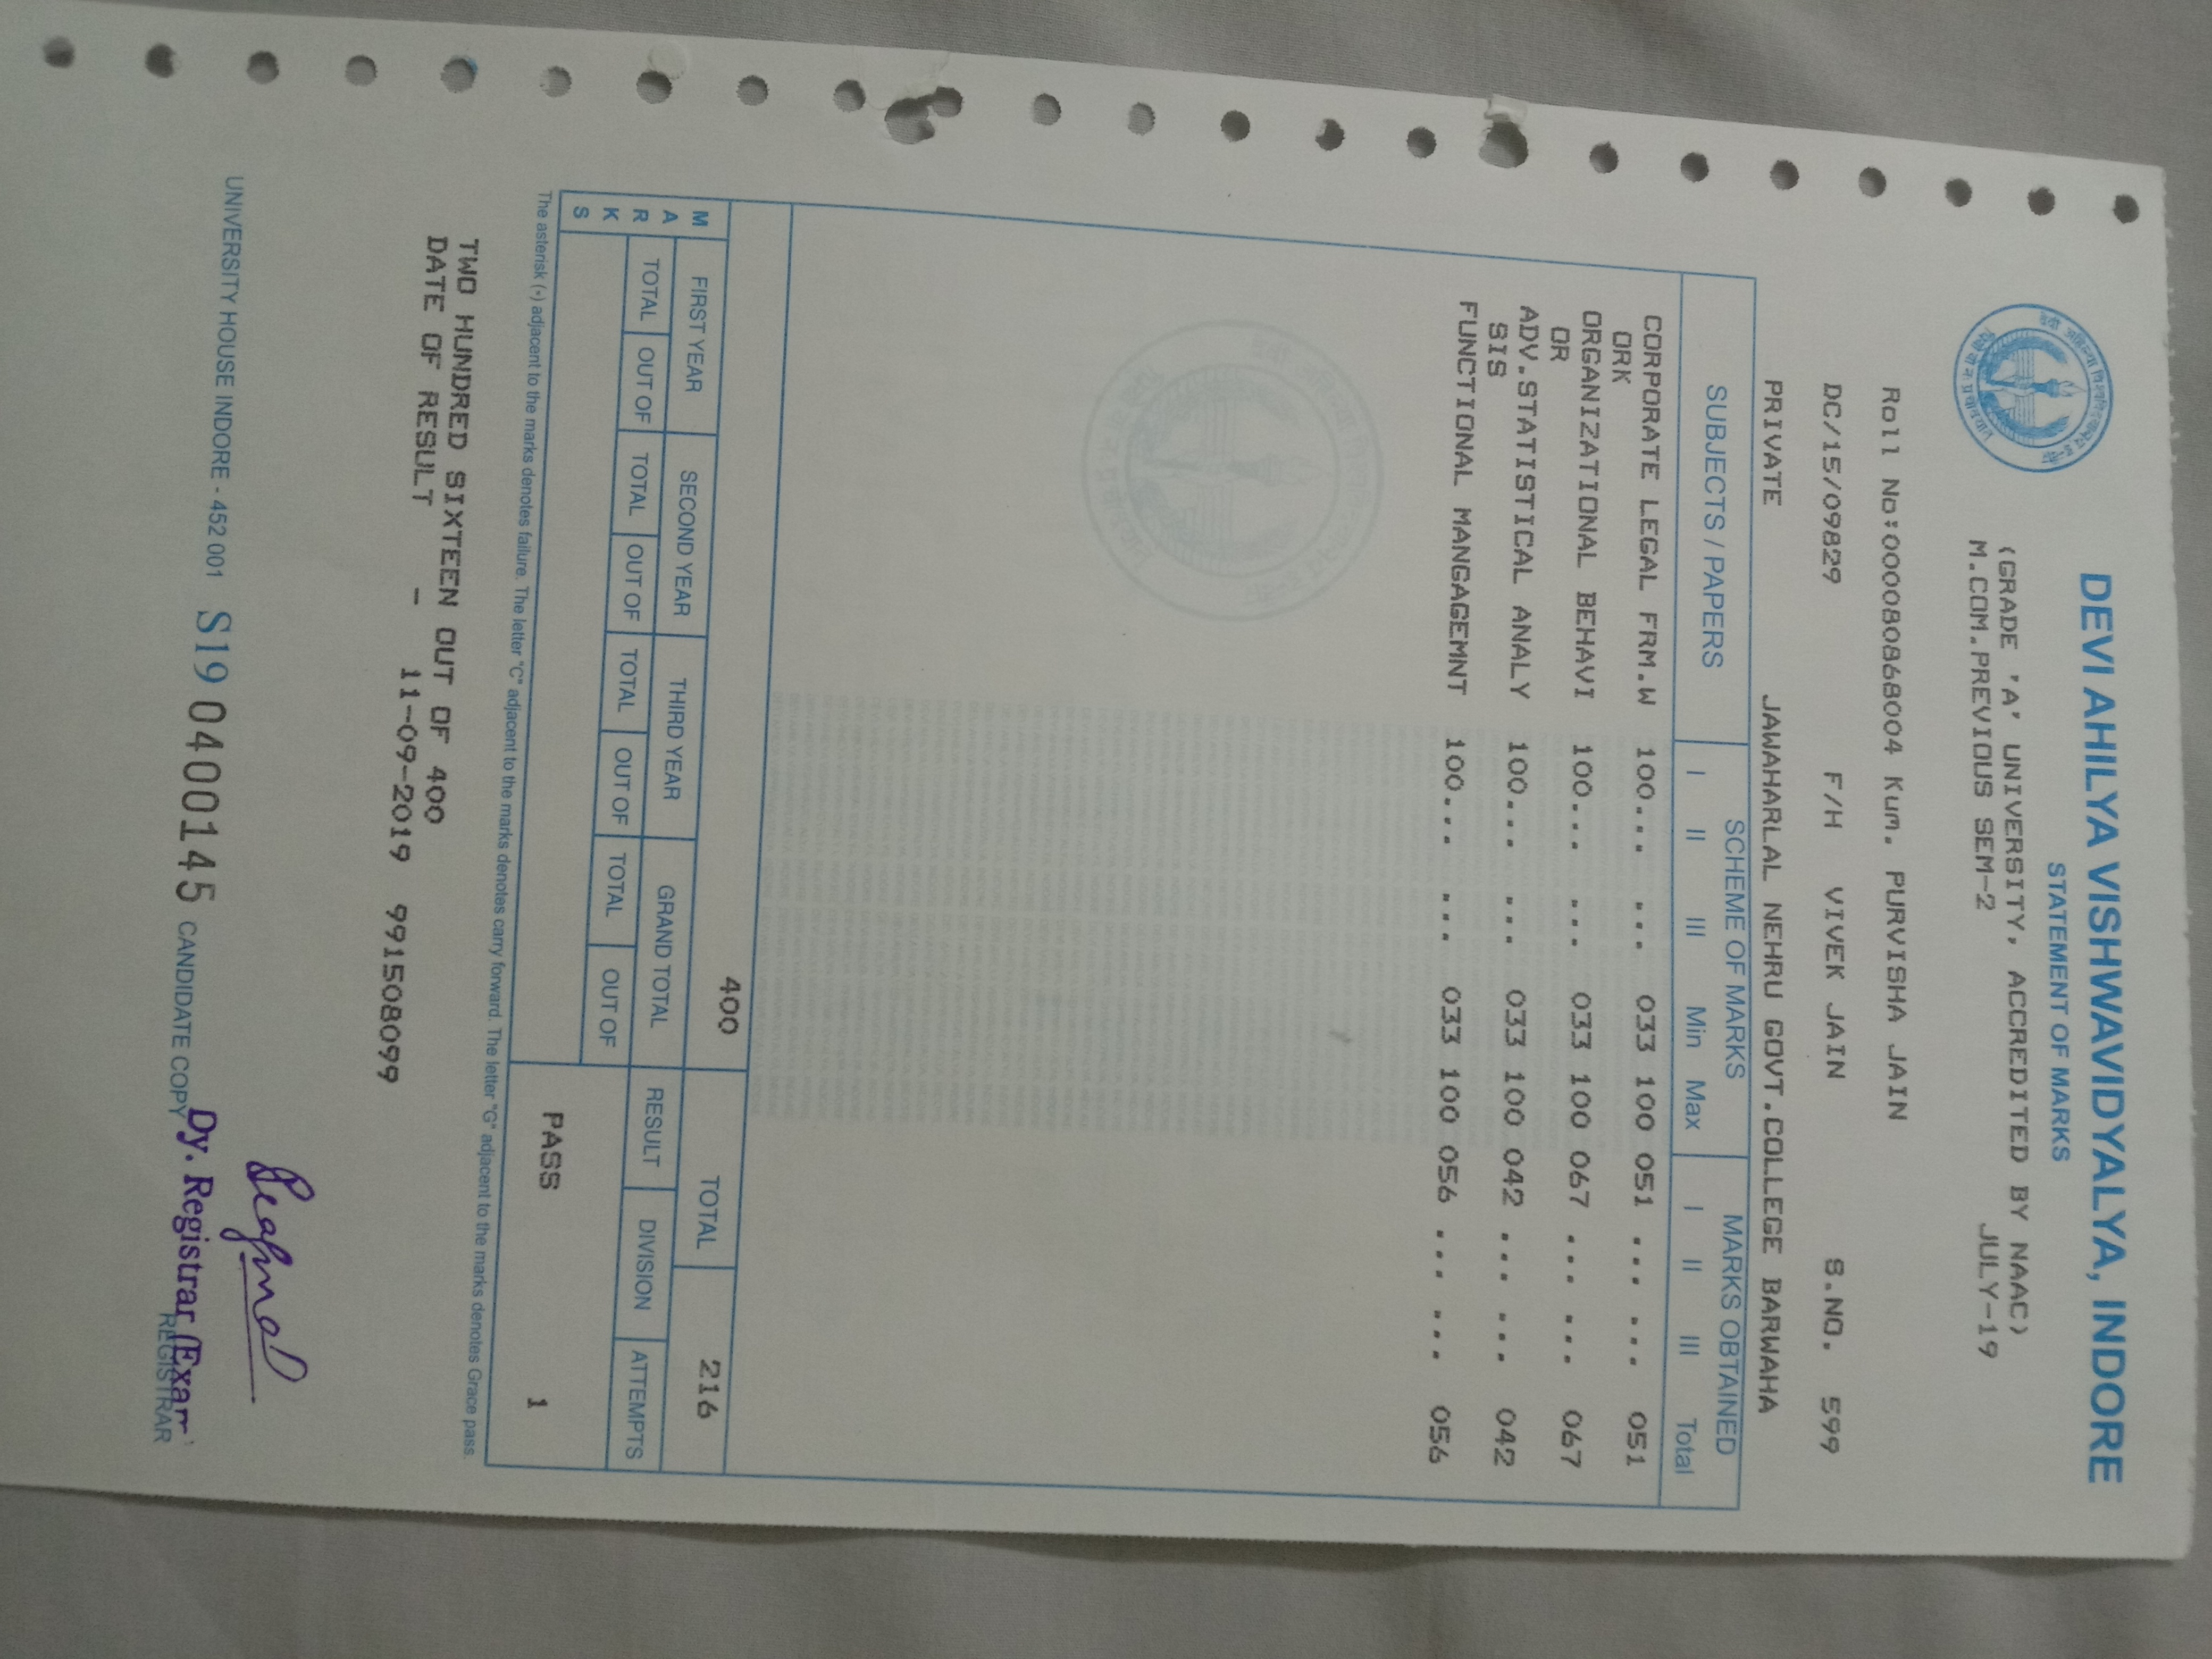 DEVI AHILYA VISHWAVIDYALYA, INDORE
STATEMENT OF MARKS
(GRADE 'A' UNIVERSITY, ACCREDITED BY NAAC)
M.COM.PREVIOUS SEM-2 JULY-19
Roll No:0000808868004 Kum. PURVISHA JAIN
DC/15/09829 F/H VIVEK JAIN S.NO. 599
PRIVATE JAWAHARLAL NEHRU GOVT.COLLEGE BARWAHA
SUBJECTS / PAPERS SCHEME OF MARKS MARKS OBTAINED
I II III Min Max I II III Total
CORPORATE LEGAL FRM.W 100... ... 033 100 051 ... ... 051
ORK
ORGANIZATIONAL BEHAVI 100... ... 033 100 067 ... ... 067
OR
ADV.STATISTICAL ANALY 100... ... 033 100 042 ... ... 042
SIS
FUNCTIONAL MANGAGEMNT 100... ... 033 100 056 ... ... 056
400 TOTAL 216
MARKS FIRST YEAR SECOND YEAR THIRD YEAR GRAND TOTAL RESULT DIVISION ATTEMPTS
TOTAL OUT OF TOTAL OUT OF TOTAL OUT OF TOTAL OUT OF
PASS 1
The asterisk (*) adjacent to the marks denotes failure. The letter "C" adjacent to the marks denotes carry forward. The letter "G" adjacent to the marks denotes Grace pass.
TWO HUNDRED SIXTEEN OUT OF 400
DATE OF RESULT - 11-09-2019 991508099
UNIVERSITY HOUSE INDORE - 452 001 S19 0400145 CANDIDATE COPY
Dy. Registrar (Exam
REGISTRAR